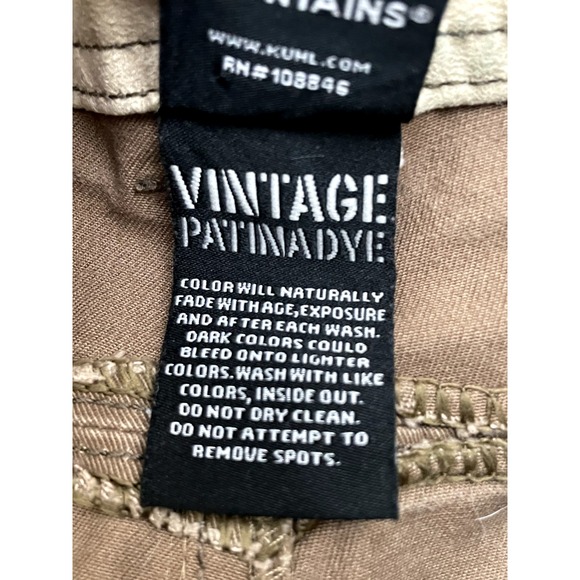 NTAINS®
WWW.KUHL.COM
RN#108846
VINTAGE
PATINADYE
COLOR WILL NATURALLY
FADE WITH AGE, EXPOSURE
AND AFTER EACH WASH.
DARK COLORS COULD
BLEED ONTO LIGHTER
COLORS. WASH WITH LIKE
COLORS, INSIDE OUT.
DO NOT DRY CLEAN.
DO NOT ATTEMPT TO
REMOVE SPOTS.